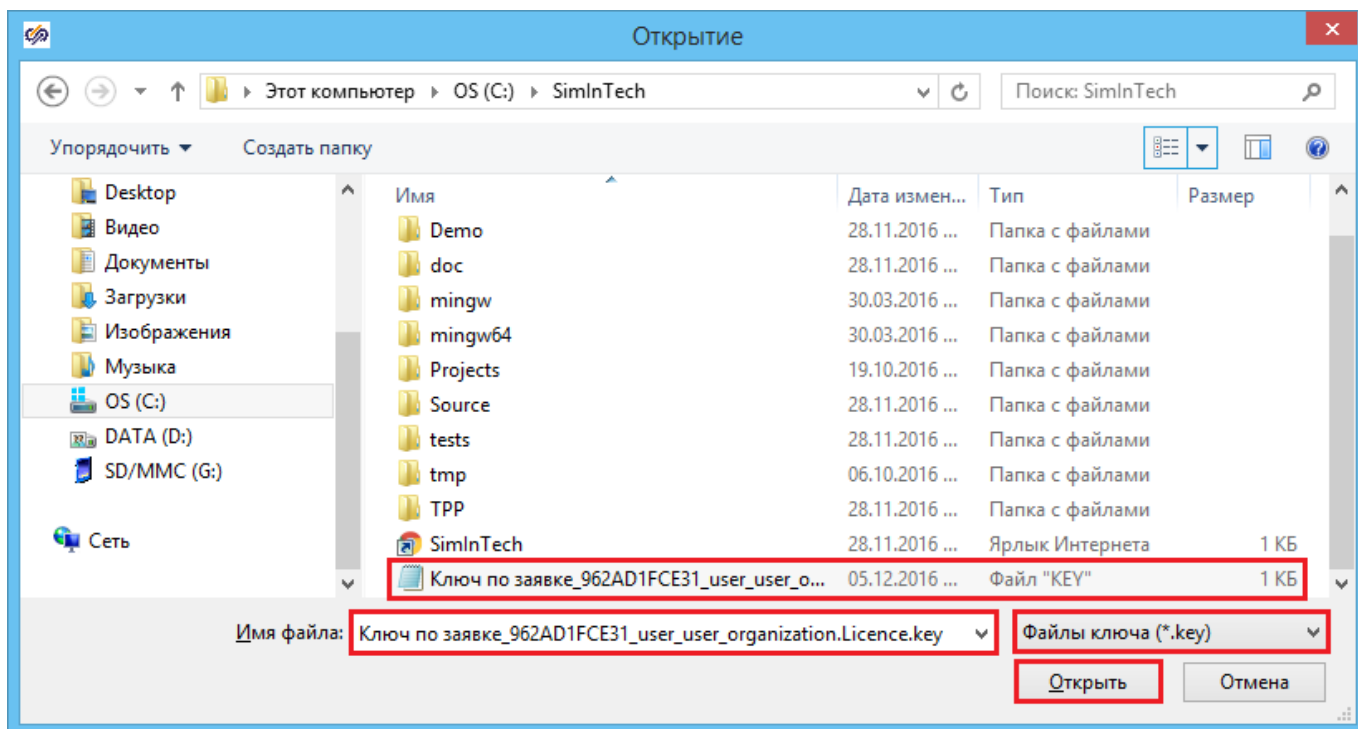 Открытие
Этот компьютер ▸ OS (C:) ▸ SimInTech
Поиск: SimInTech
Упорядочить ▼ Создать папку
Desktop
Видео
Документы
Загрузки
Изображения
Музыка
OS (C:)
DATA (D:)
SD/MMC (G:)
Сеть
Имя Дата измен... Тип Размер
Demo 28.11.2016 ... Папка с файлами
doc 28.11.2016 ... Папка с файлами
mingw 30.03.2016 ... Папка с файлами
mingw64 30.03.2016 ... Папка с файлами
Projects 19.10.2016 ... Папка с файлами
Source 28.11.2016 ... Папка с файлами
tests 28.11.2016 ... Папка с файлами
tmp 06.10.2016 ... Папка с файлами
TPP 28.11.2016 ... Папка с файлами
SimInTech 28.11.2016 ... Ярлык Интернета 1 КБ
Ключ по заявке_962AD1FCE31_user_user_o... 05.12.2016 ... Файл "KEY" 1 КБ
Имя файла: Ключ по заявке_962AD1FCE31_user_user_organization.Licence.key
Файлы ключа (*.key)
Открыть Отмена